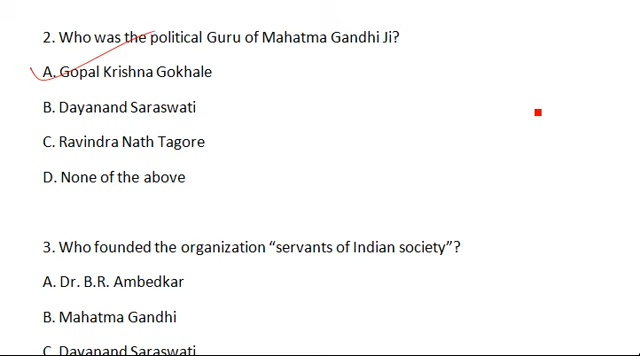 2. Who was the political Guru of Mahatma Gandhi Ji?
A. Gopal Krishna Gokhale
B. Dayanand Saraswati
C. Ravindra Nath Tagore
D. None of the above
3. Who founded the organization “servants of Indian society”?
A. Dr. B.R. Ambedkar
B. Mahatma Gandhi
C. Dayanand Saraswati